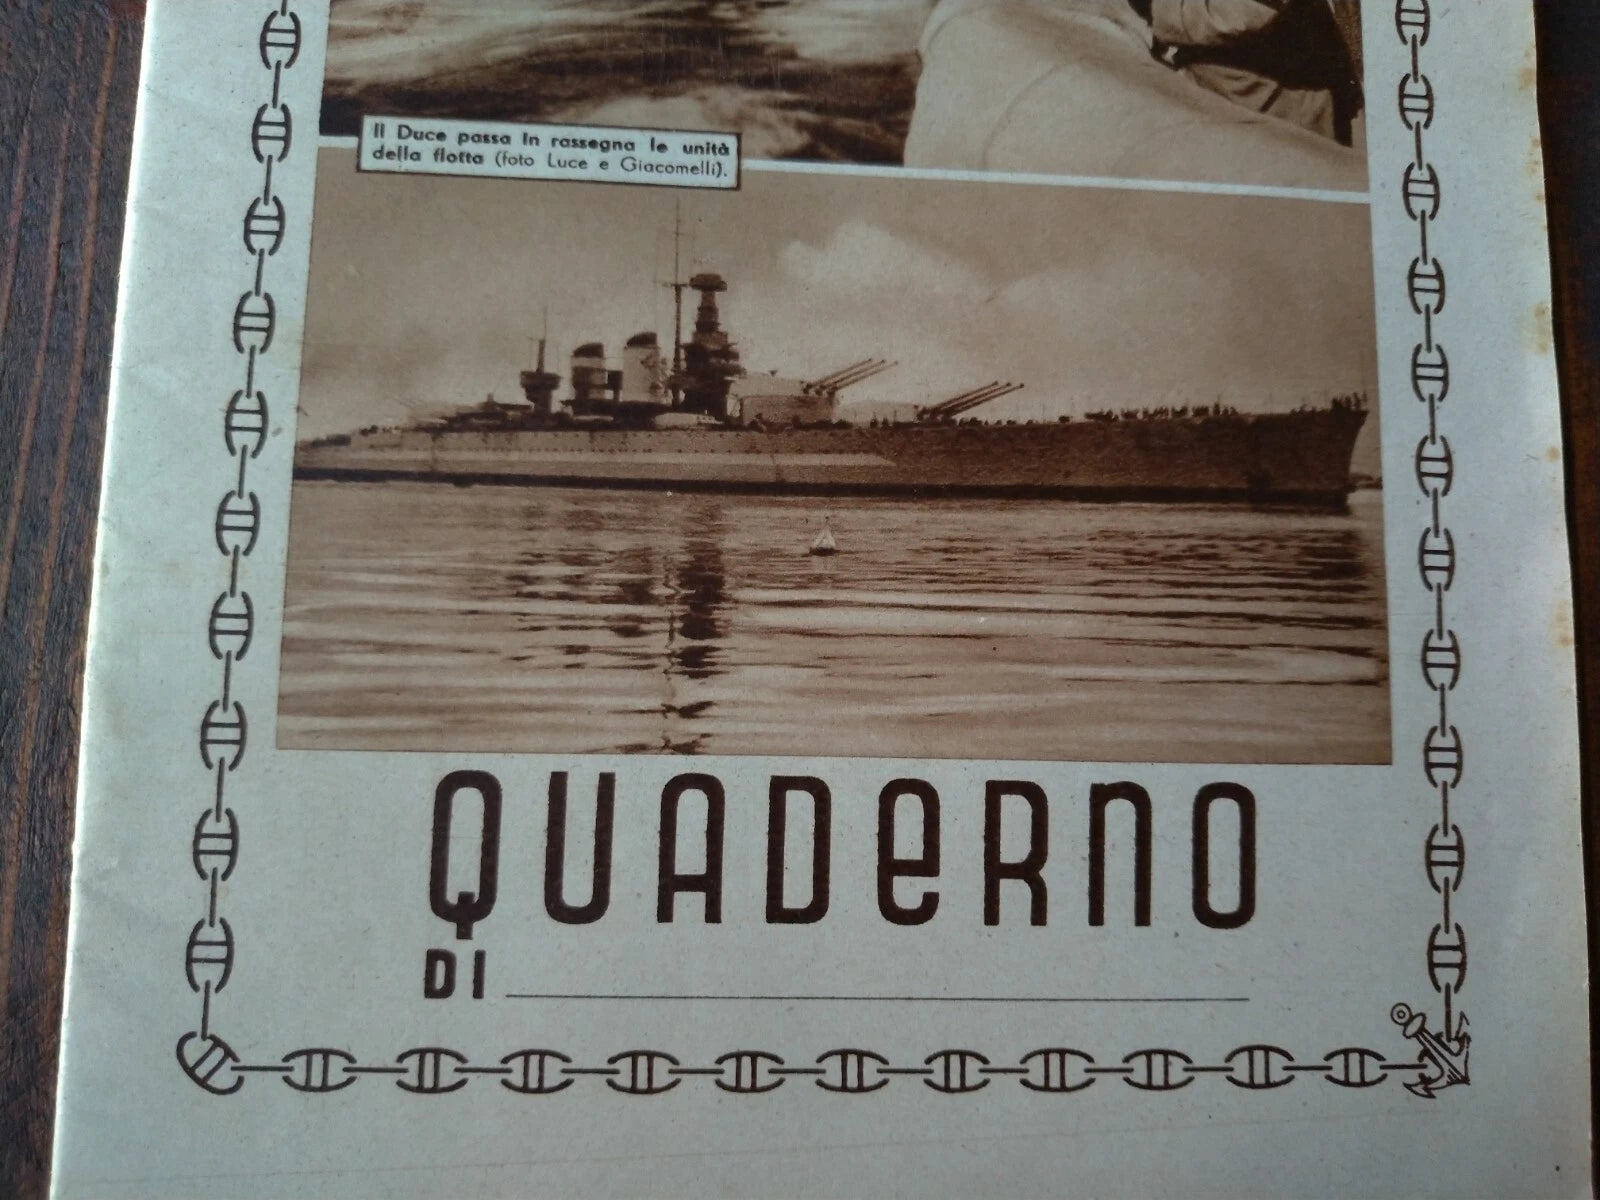 Il Duce passa in rassegna le unità
della flotta (foto Luce e Giacomelli).
QUADERNO
DI